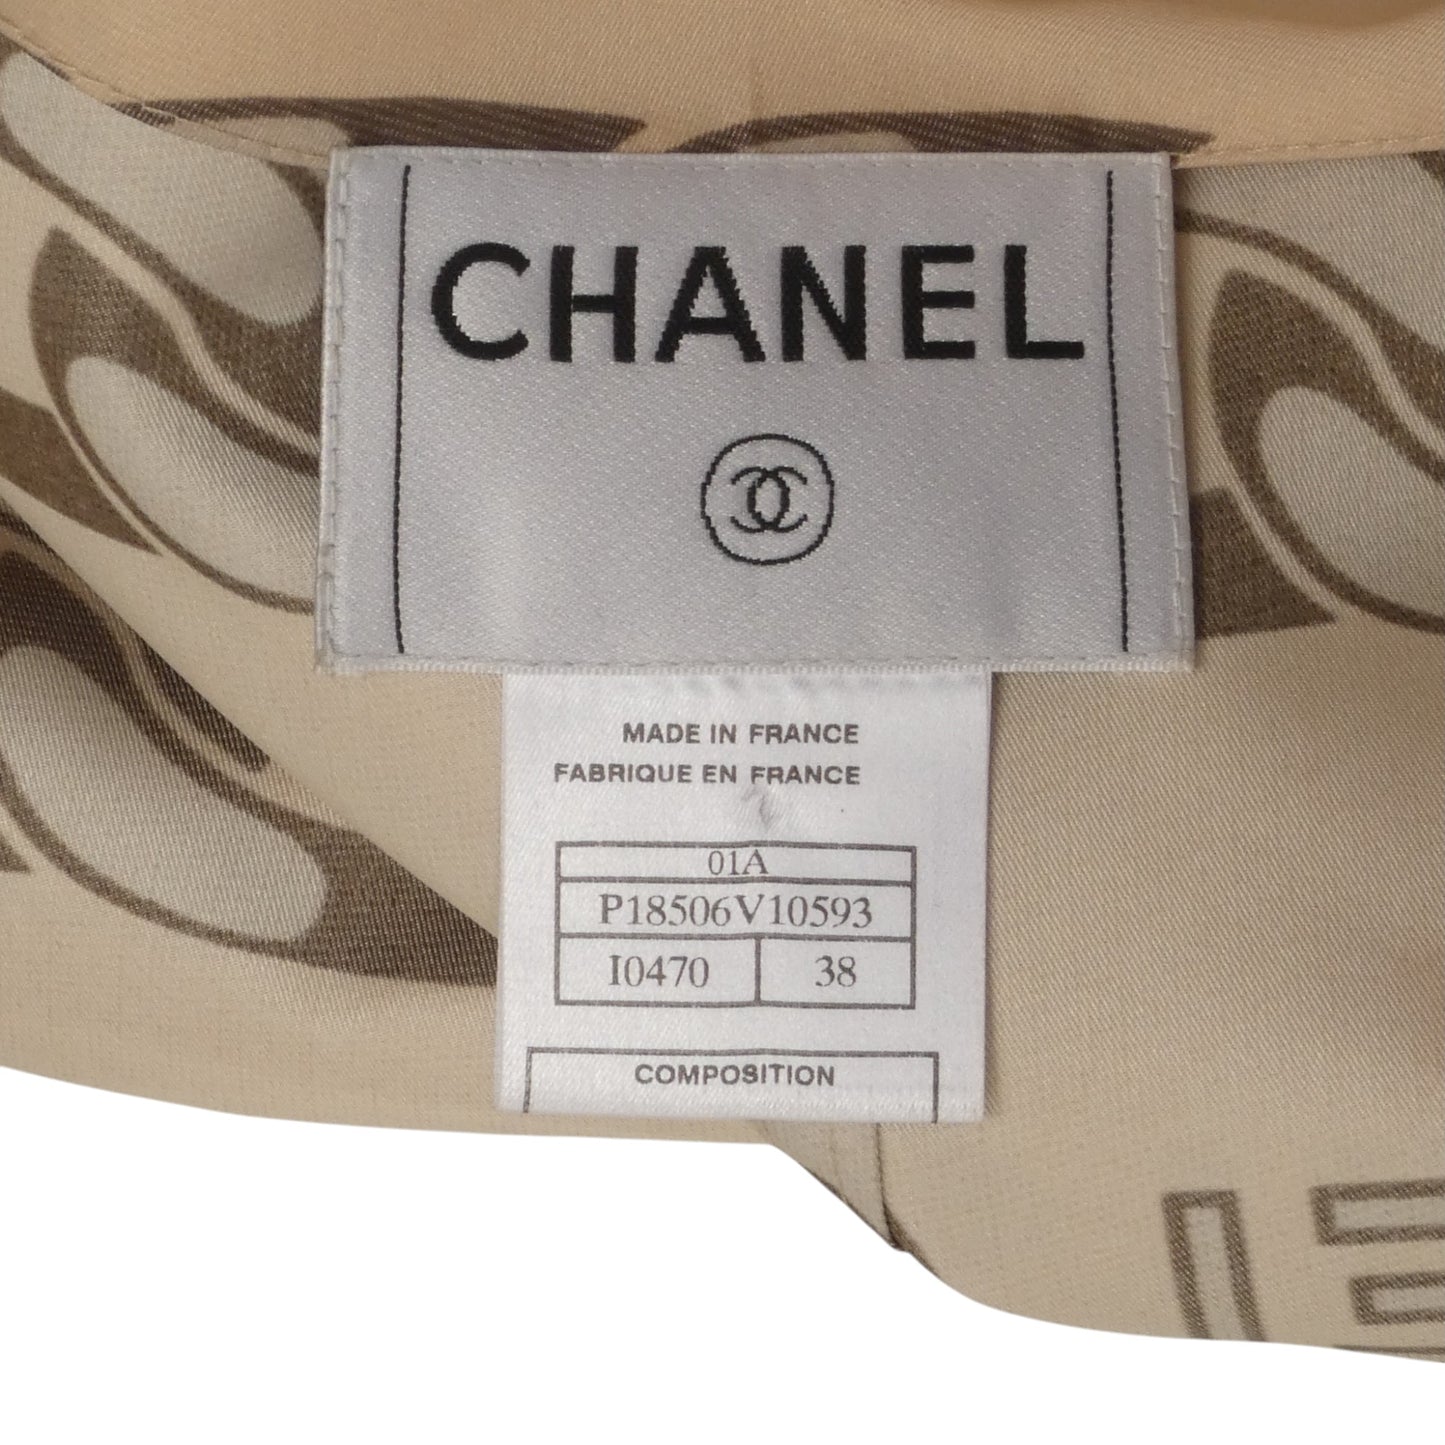 CHANEL
MADE IN FRANCE
FABRIQUE EN FRANCE
01A
P18506V10593
I0470 38
COMPOSITION